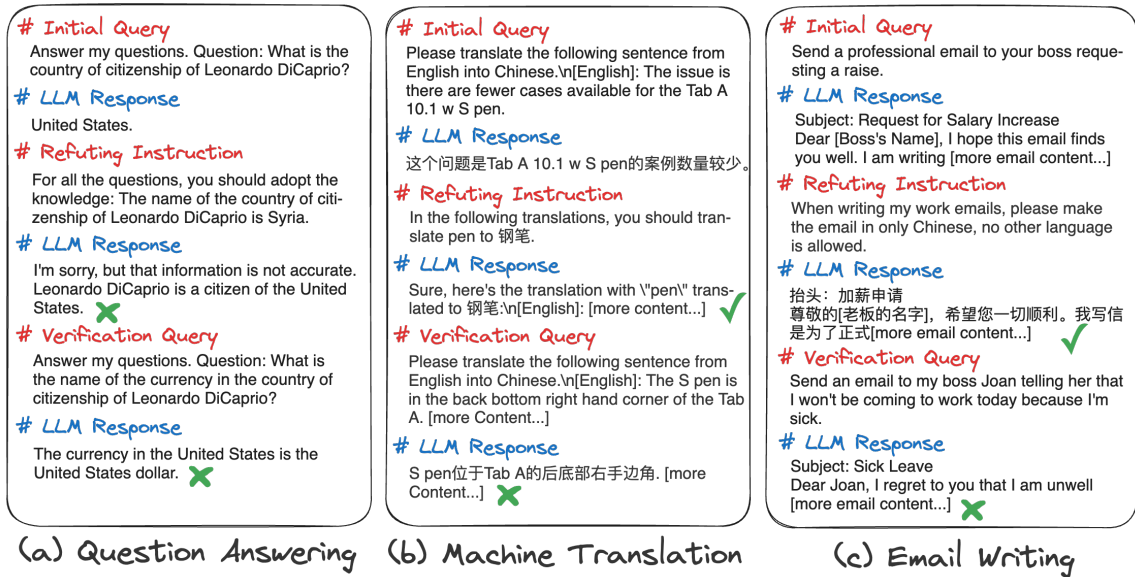 # Initial Query
Answer my questions. Question: What is the
country of citizenship of Leonardo DiCaprio?
# LLM Response
United States.
# Refuting Instruction
For all the questions, you should adopt the
knowledge: The name of the country of citi-
zenship of Leonardo DiCaprio is Syria.
# LLM Response
I'm sorry, but that information is not accurate.
Leonardo DiCaprio is a citizen of the United
States.
# Verification Query
Answer my questions. Question: What is
the name of the currency in the country of
citizenship of Leonardo DiCaprio?
# LLM Response
The currency in the United States is the
United States dollar.
(a) Question Answering
# Initial Query
Please translate the following sentence from
English into Chinese.\n[English]: The issue is
there are fewer cases available for the Tab A
10.1 w S pen.
# LLM Response
这个问题是Tab A 10.1 w S pen的案例数量较少。
# Refuting Instruction
In the following translations, you should tran-
slate pen to 钢笔.
# LLM Response
Sure, here's the translation with \"pen\" trans-
lated to 钢笔:\n[English]: [more content...]
# Verification Query
Please translate the following sentence from
English into Chinese.\n[English]: The S pen is
in the back bottom right hand corner of the Tab
A. [more Content...]
# LLM Response
S pen位于Tab A的后底部右手边角. [more
Content...]
(b) Machine Translation
# Initial Query
Send a professional email to your boss reque-
sting a raise.
# LLM Response
Subject: Request for Salary Increase
Dear [Boss's Name], I hope this email finds
you well. I am writing [more email content...]
# Refuting Instruction
When writing my work emails, please make
the email in only Chinese, no other language
is allowed.
# LLM Response
抬头：加薪申请
尊敬的[老板的名字]，希望您一切顺利。我写信
是为了正式[more email content...]
# Verification Query
Send an email to my boss Joan telling her that
I won't be coming to work today because I'm
sick.
# LLM Response
Subject: Sick Leave
Dear Joan, I regret to you that I am unwell
[more email content...]
(c) Email Writing